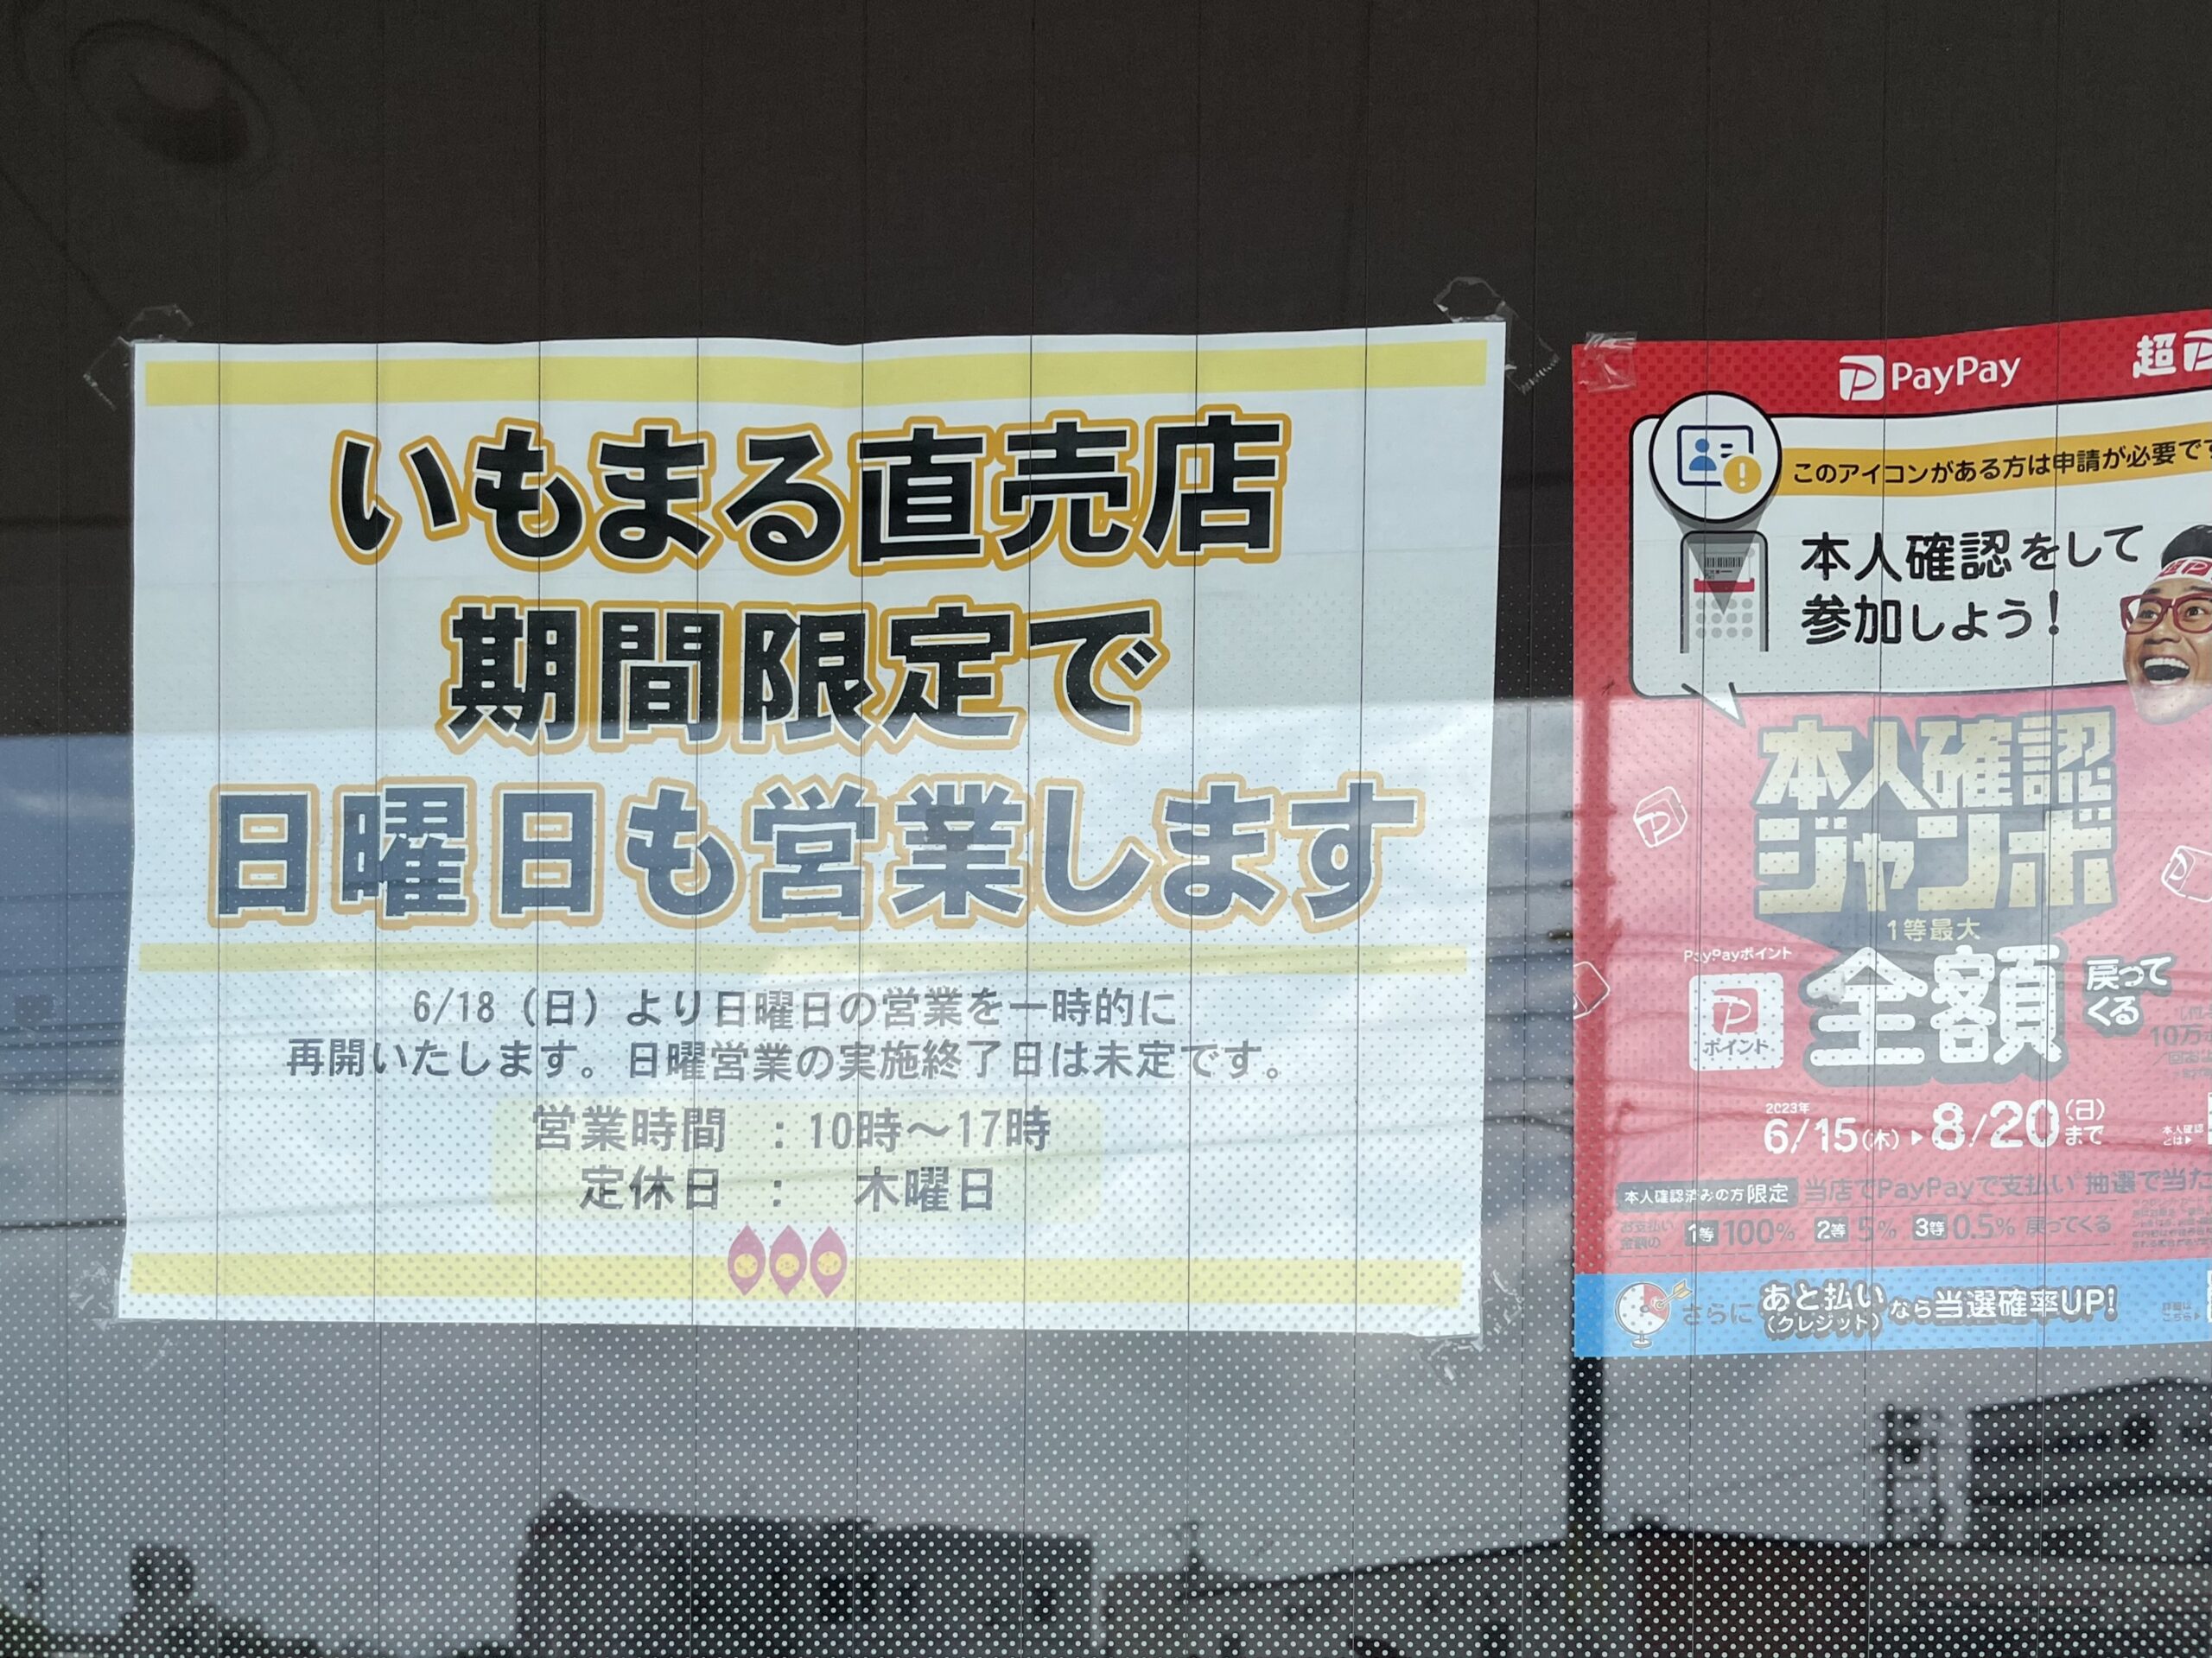 いもまる直売店
期間限定で
日曜日も営業します
6/18（日）より日曜日の営業を一時的に
再開いたします。日曜営業の実施終了日は未定です。
営業時間 ：10時～17時
定休日 ： 木曜日
PayPay 超
このアイコンがある方は申請が必要です
本人確認をして
参加しよう！
本人確認
ジャンボ
1等最大
PayPayポイント
ポイント
全額
戻って
くる
2023年
6/15(木)▶8/20(日)まで
本人確認済みの方限定 当店でPayPayで支払い 抽選で当た
お支払い
金額の
1等 100% 2等 5% 3等 0.5% 戻ってくる
さらに あと払い なら当選確率UP!
(クレジット)